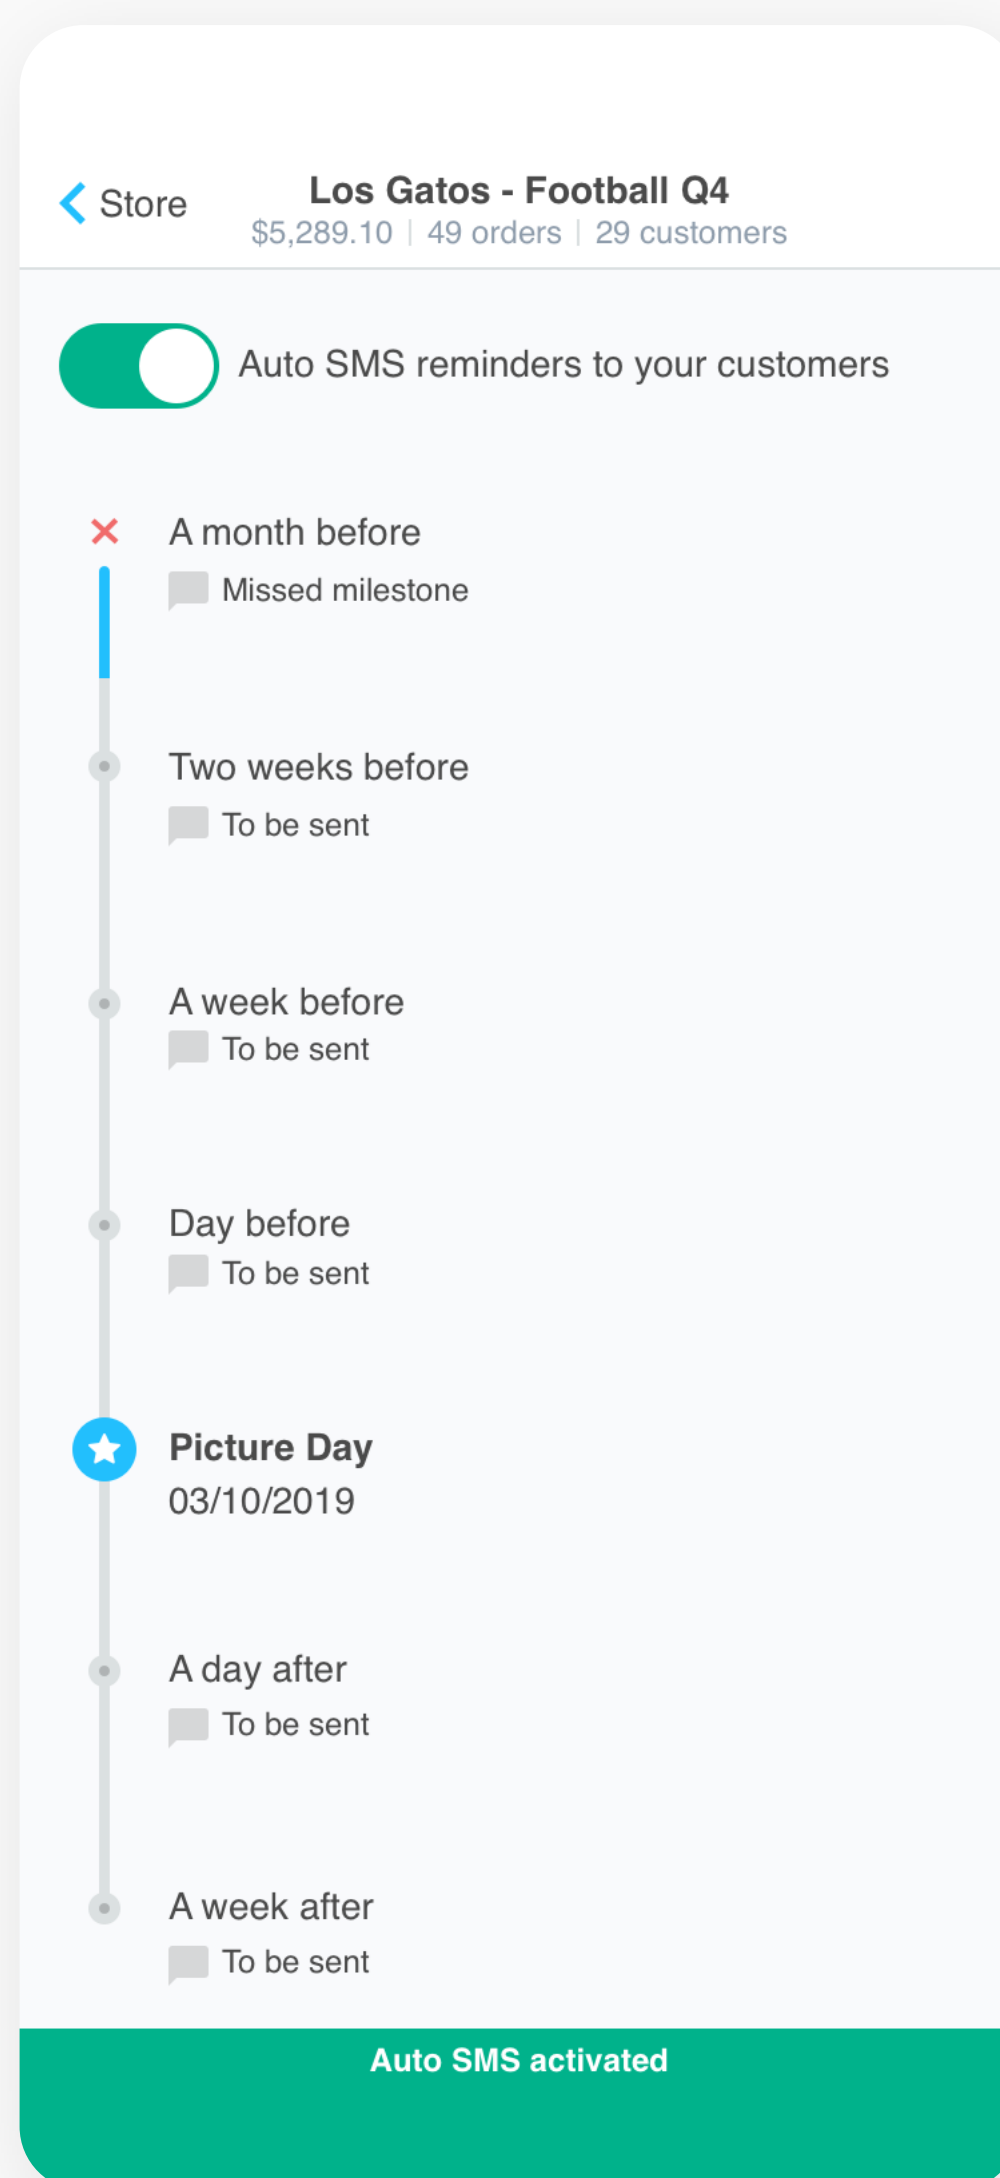 Store
Los Gatos - Football Q4
$5,289.10 | 49 orders | 29 customers
Auto SMS reminders to your customers
A month before
Missed milestone
Two weeks before
To be sent
A week before
To be sent
Day before
To be sent
Picture Day
03/10/2019
A day after
To be sent
A week after
To be sent
Auto SMS activated